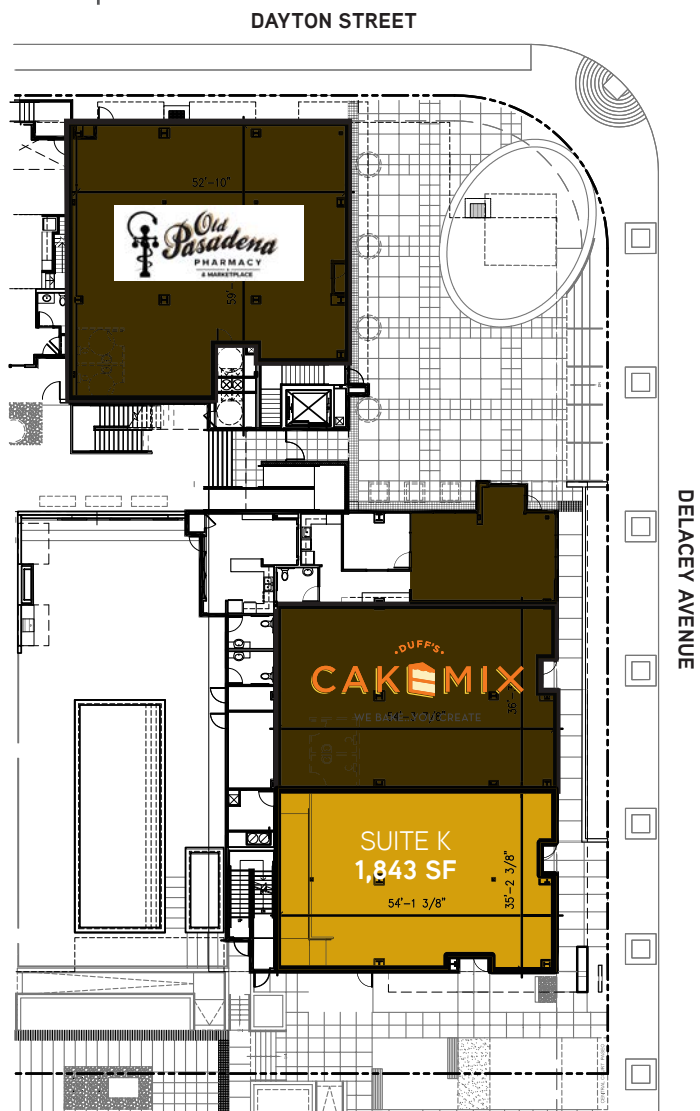 DAYTON STREET
52'-10"
Old
Pasadena
PHARMACY
&
& MARKETPLACE
59'-
DELACEY AVENUE
·DUFF'S·
CAKEMIX
WE BAKE...YOU CREATE
36'-
SUITE K
1,843 SF
54'-1 3/8"
35'-2 3/8"